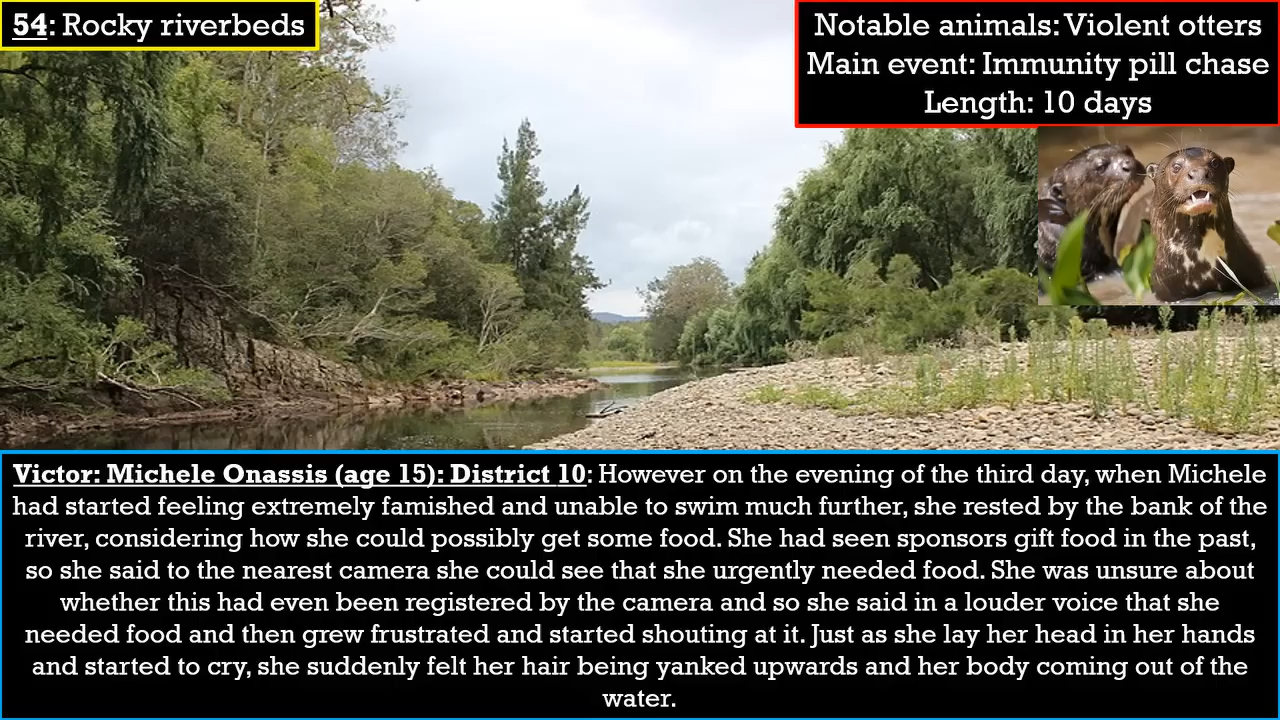 54: Rocky riverbeds
Notable animals: Violent otters
Main event: Immunity pill chase
Length: 10 days
Victor: Michele Onassis (age 15): District 10: However on the evening of the third day, when Michele
had started feeling extremely famished and unable to swim much further, she rested by the bank of the
river, considering how she could possibly get some food. She had seen sponsors gift food in the past,
so she said to the nearest camera she could see that she urgently needed food. She was unsure about
whether this had even been registered by the camera and so she said in a louder voice that she
needed food and then grew frustrated and started shouting at it. Just as she lay her head in her hands
and started to cry, she suddenly felt her hair being yanked upwards and her body coming out of the
water.